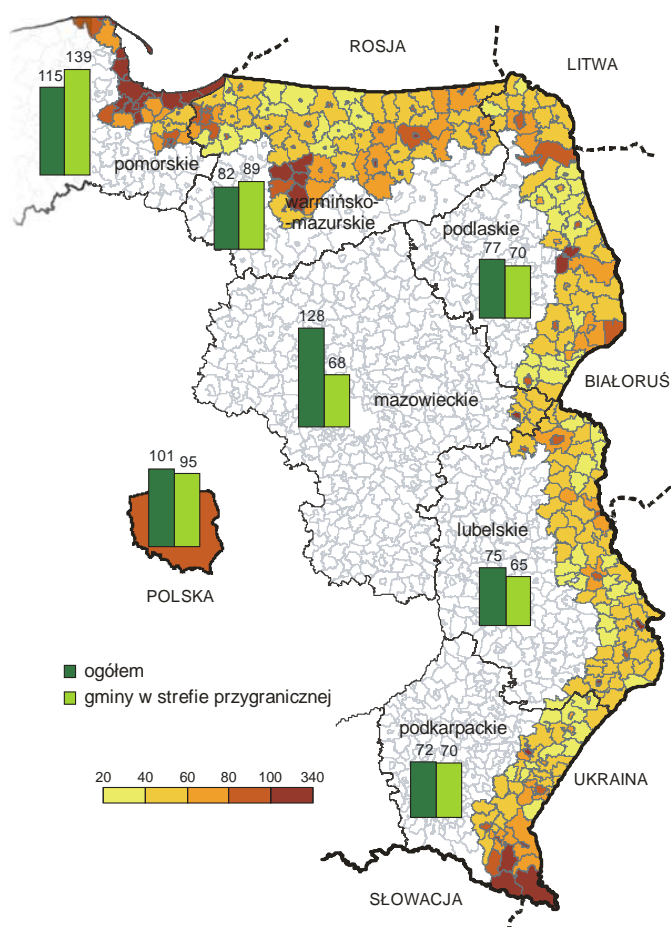 ROSJA
LITWA
139
115
pomorskie
82
89
warmińsko-
-mazurskie
podlaskie
77
70
128
68
mazowieckie
BIAŁORUŚ
101
95
POLSKA
lubelskie
75
65
ogółem
gminy w strefie przygranicznej
podkarpackie
72
70
20
40
60
80
100
340
UKRAINA
SŁOWACJA